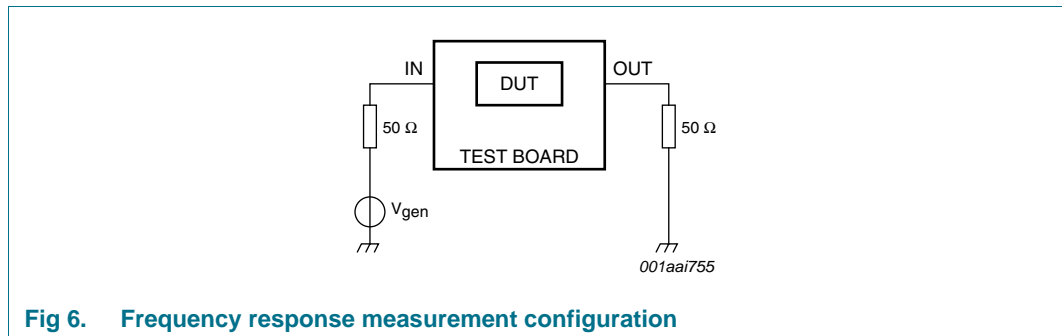 IN
OUT
DUT
50 Ω
50 Ω
TEST BOARD
Vgen
001aai755
Fig 6. Frequency response measurement configuration